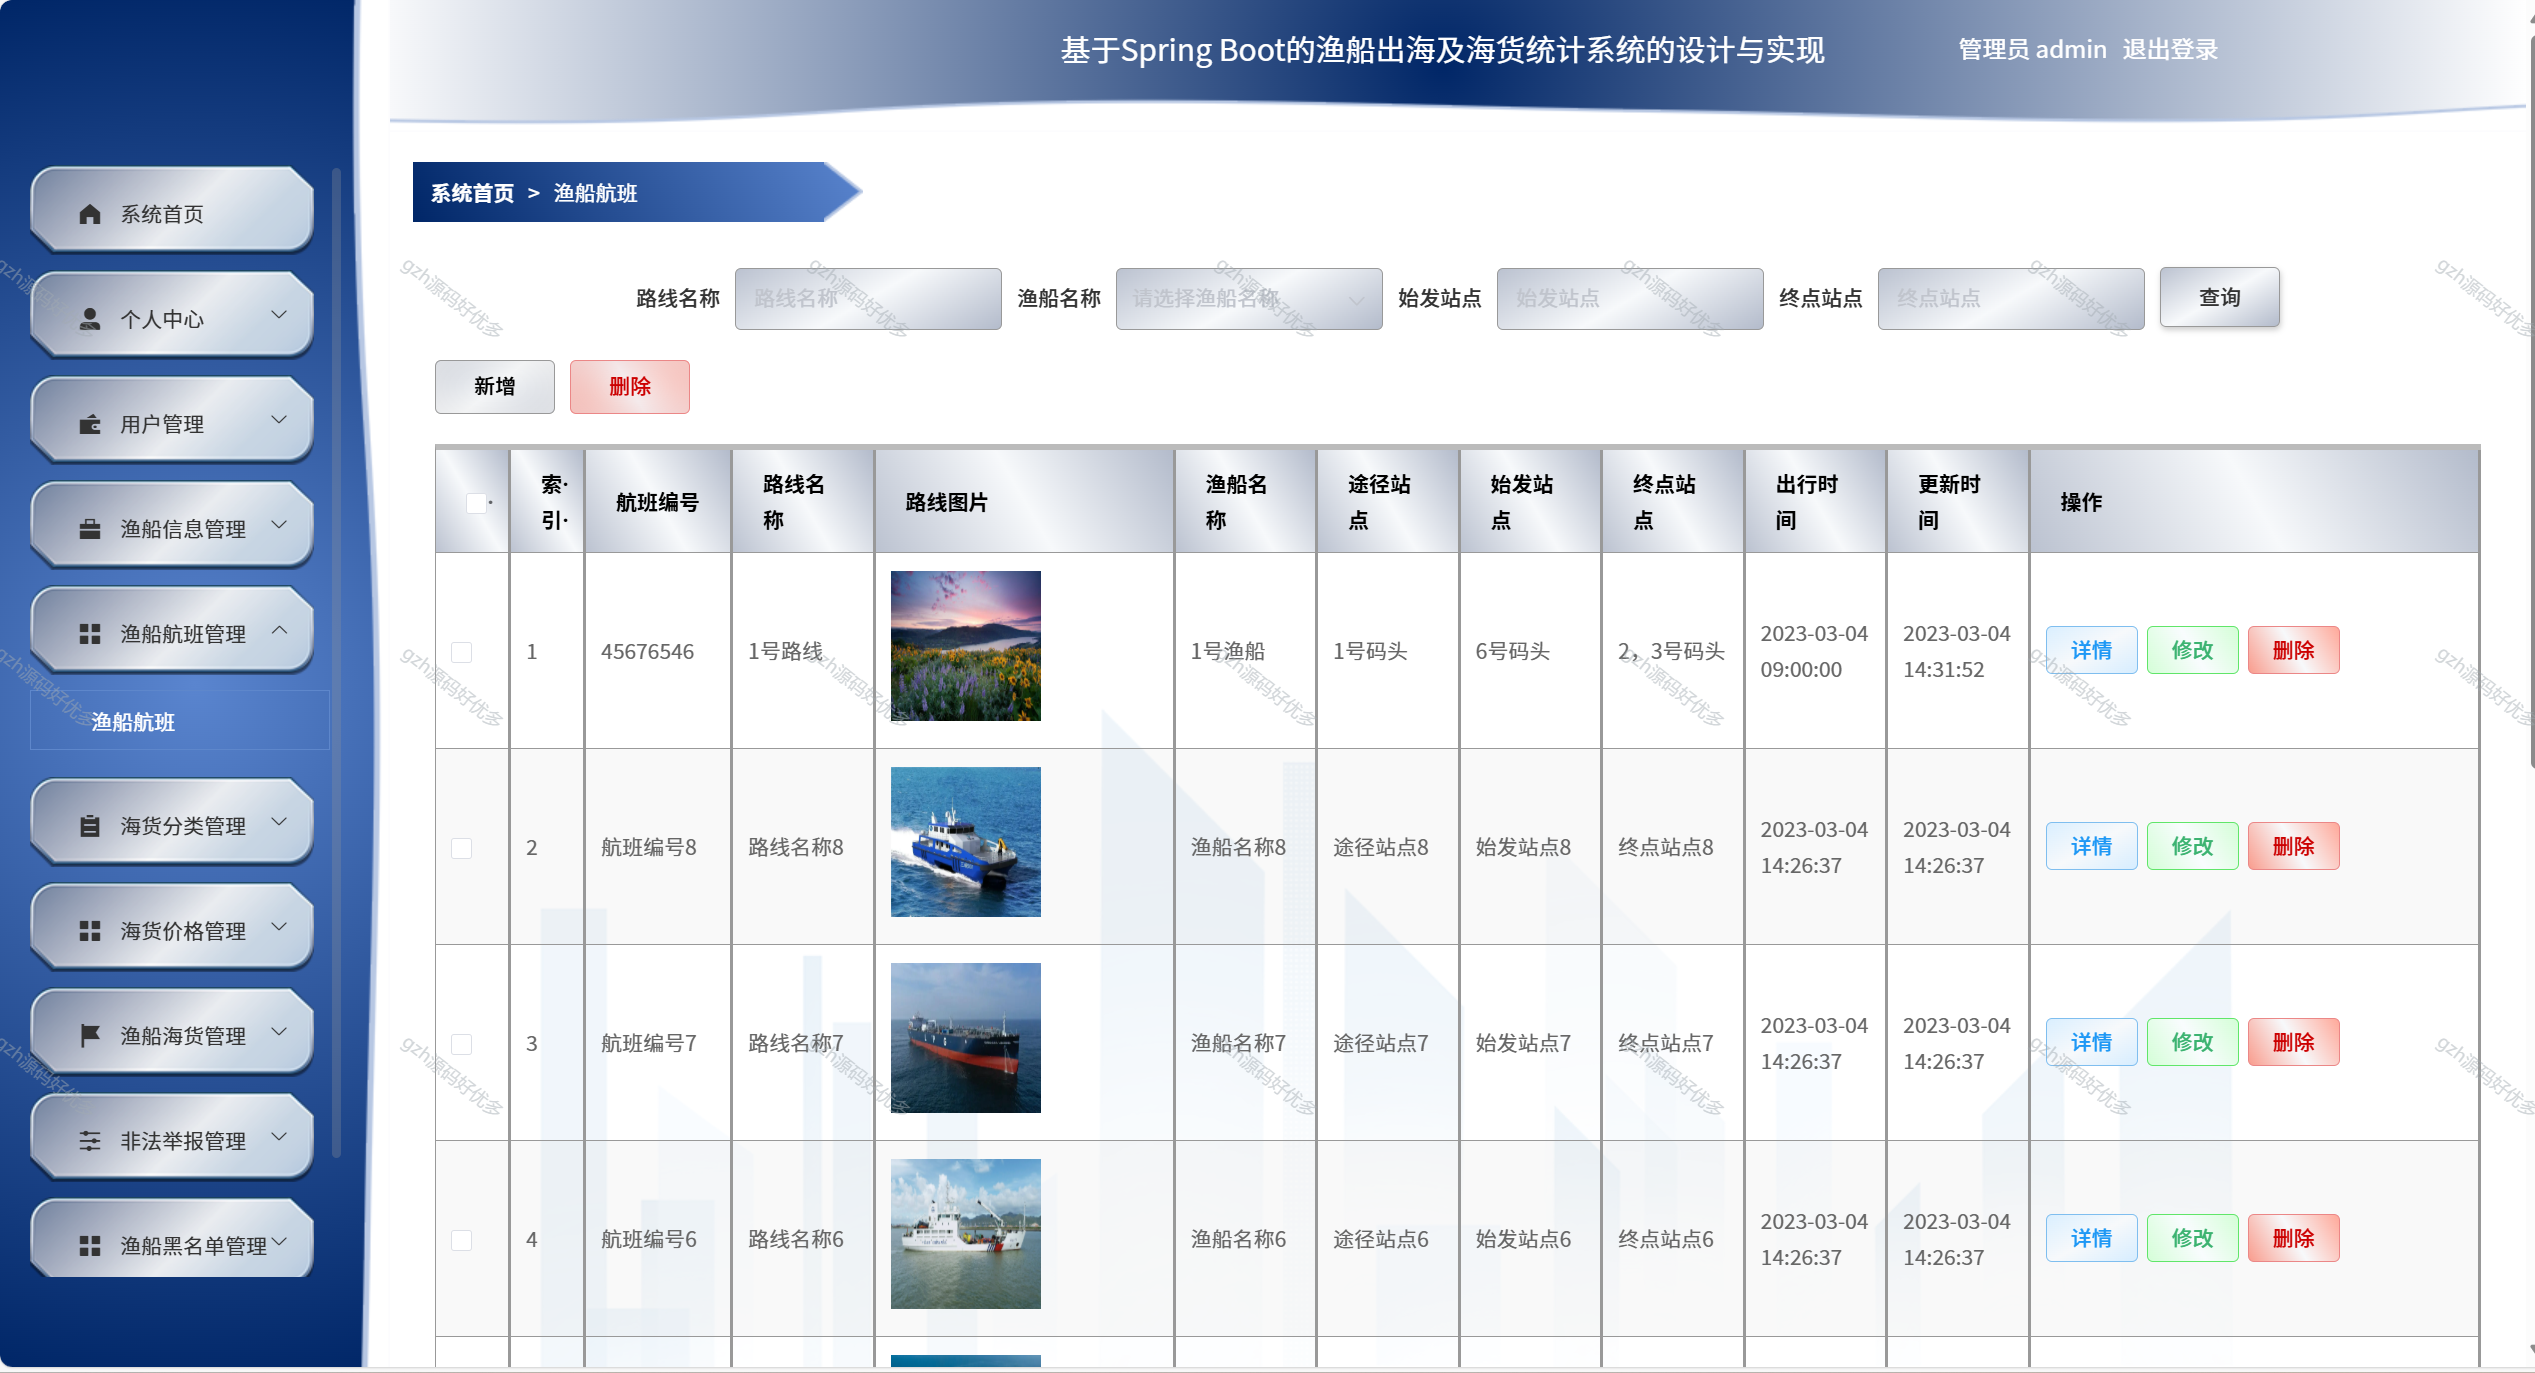 基于Spring Boot的渔船出海及海货统计系统的设计与实现
管理员 admin 退出登录
系统首页
个人中心
用户管理
渔船信息管理
渔船航班管理
渔船航班
海货分类管理
海货价格管理
渔船海货管理
非法举报管理
渔船黑名单管理
系统首页 > 渔船航班
路线名称 路线名称 渔船名称 请选择渔船名称 始发站点 始发站点 终点站点 终点站点 查询
新增 删除
索引 航班编号 路线名称 路线图片 渔船名称 途径站点 始发站点 终点站点 出行时间 更新时间 操作
1 45676546 1号路线 1号渔船 1号码头 6号码头 2，3号码头 2023-03-04 09:00:00 2023-03-04 14:31:52 详情 修改 删除
2 航班编号8 路线名称8 渔船名称8 途径站点8 始发站点8 终点站点8 2023-03-04 14:26:37 2023-03-04 14:26:37 详情 修改 删除
3 航班编号7 路线名称7 渔船名称7 途径站点7 始发站点7 终点站点7 2023-03-04 14:26:37 2023-03-04 14:26:37 详情 修改 删除
4 航班编号6 路线名称6 渔船名称6 途径站点6 始发站点6 终点站点6 2023-03-04 14:26:37 2023-03-04 14:26:37 详情 修改 删除
gzh源码好优多